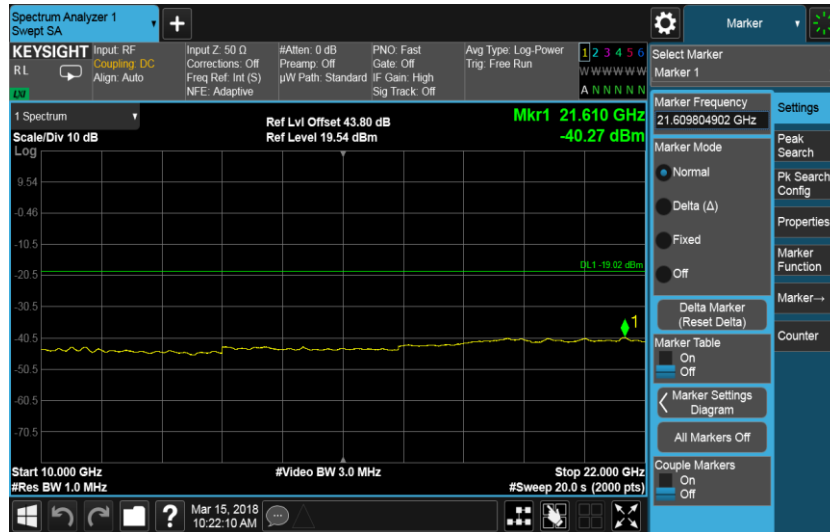 Spectrum Analyzer 1
Swept SA
Marker
KEYSIGHT
RL
LXI
Input: RF
Coupling: DC
Align: Auto
Input Z: 50 Ω
Corrections: Off
Freq Ref: Int (S)
NFE: Adaptive
#Atten: 0 dB
Preamp: Off
µW Path: Standard
PNO: Fast
Gate: Off
IF Gain: High
Sig Track: Off
Avg Type: Log-Power
Trig: Free Run
1 2 3 4 5 6
W W W W W W
A N N N N N
Select Marker
Marker 1
1 Spectrum
Scale/Div 10 dB
Log
Ref Lvl Offset 43.80 dB
Ref Level 19.54 dBm
Mkr1 21.610 GHz
-40.27 dBm
9.54
-0.46
-10.5
-20.5
-30.5
-40.5
-50.5
-60.5
-70.5
DL1 -19.02 dBm
1
Start 10.000 GHz
#Res BW 1.0 MHz
#Video BW 3.0 MHz
Stop 22.000 GHz
#Sweep 20.0 s (2000 pts)
Marker Frequency
21.609804902 GHz
Marker Mode
Normal
Delta (Δ)
Fixed
Off
Delta Marker
(Reset Delta)
Marker Table
On
Off
Marker Settings
Diagram
All Markers Off
Couple Markers
On
Off
Settings
Peak
Search
Pk Search
Config
Properties
Marker
Function
Marker→
Counter
?
Mar 15, 2018
10:22:10 AM